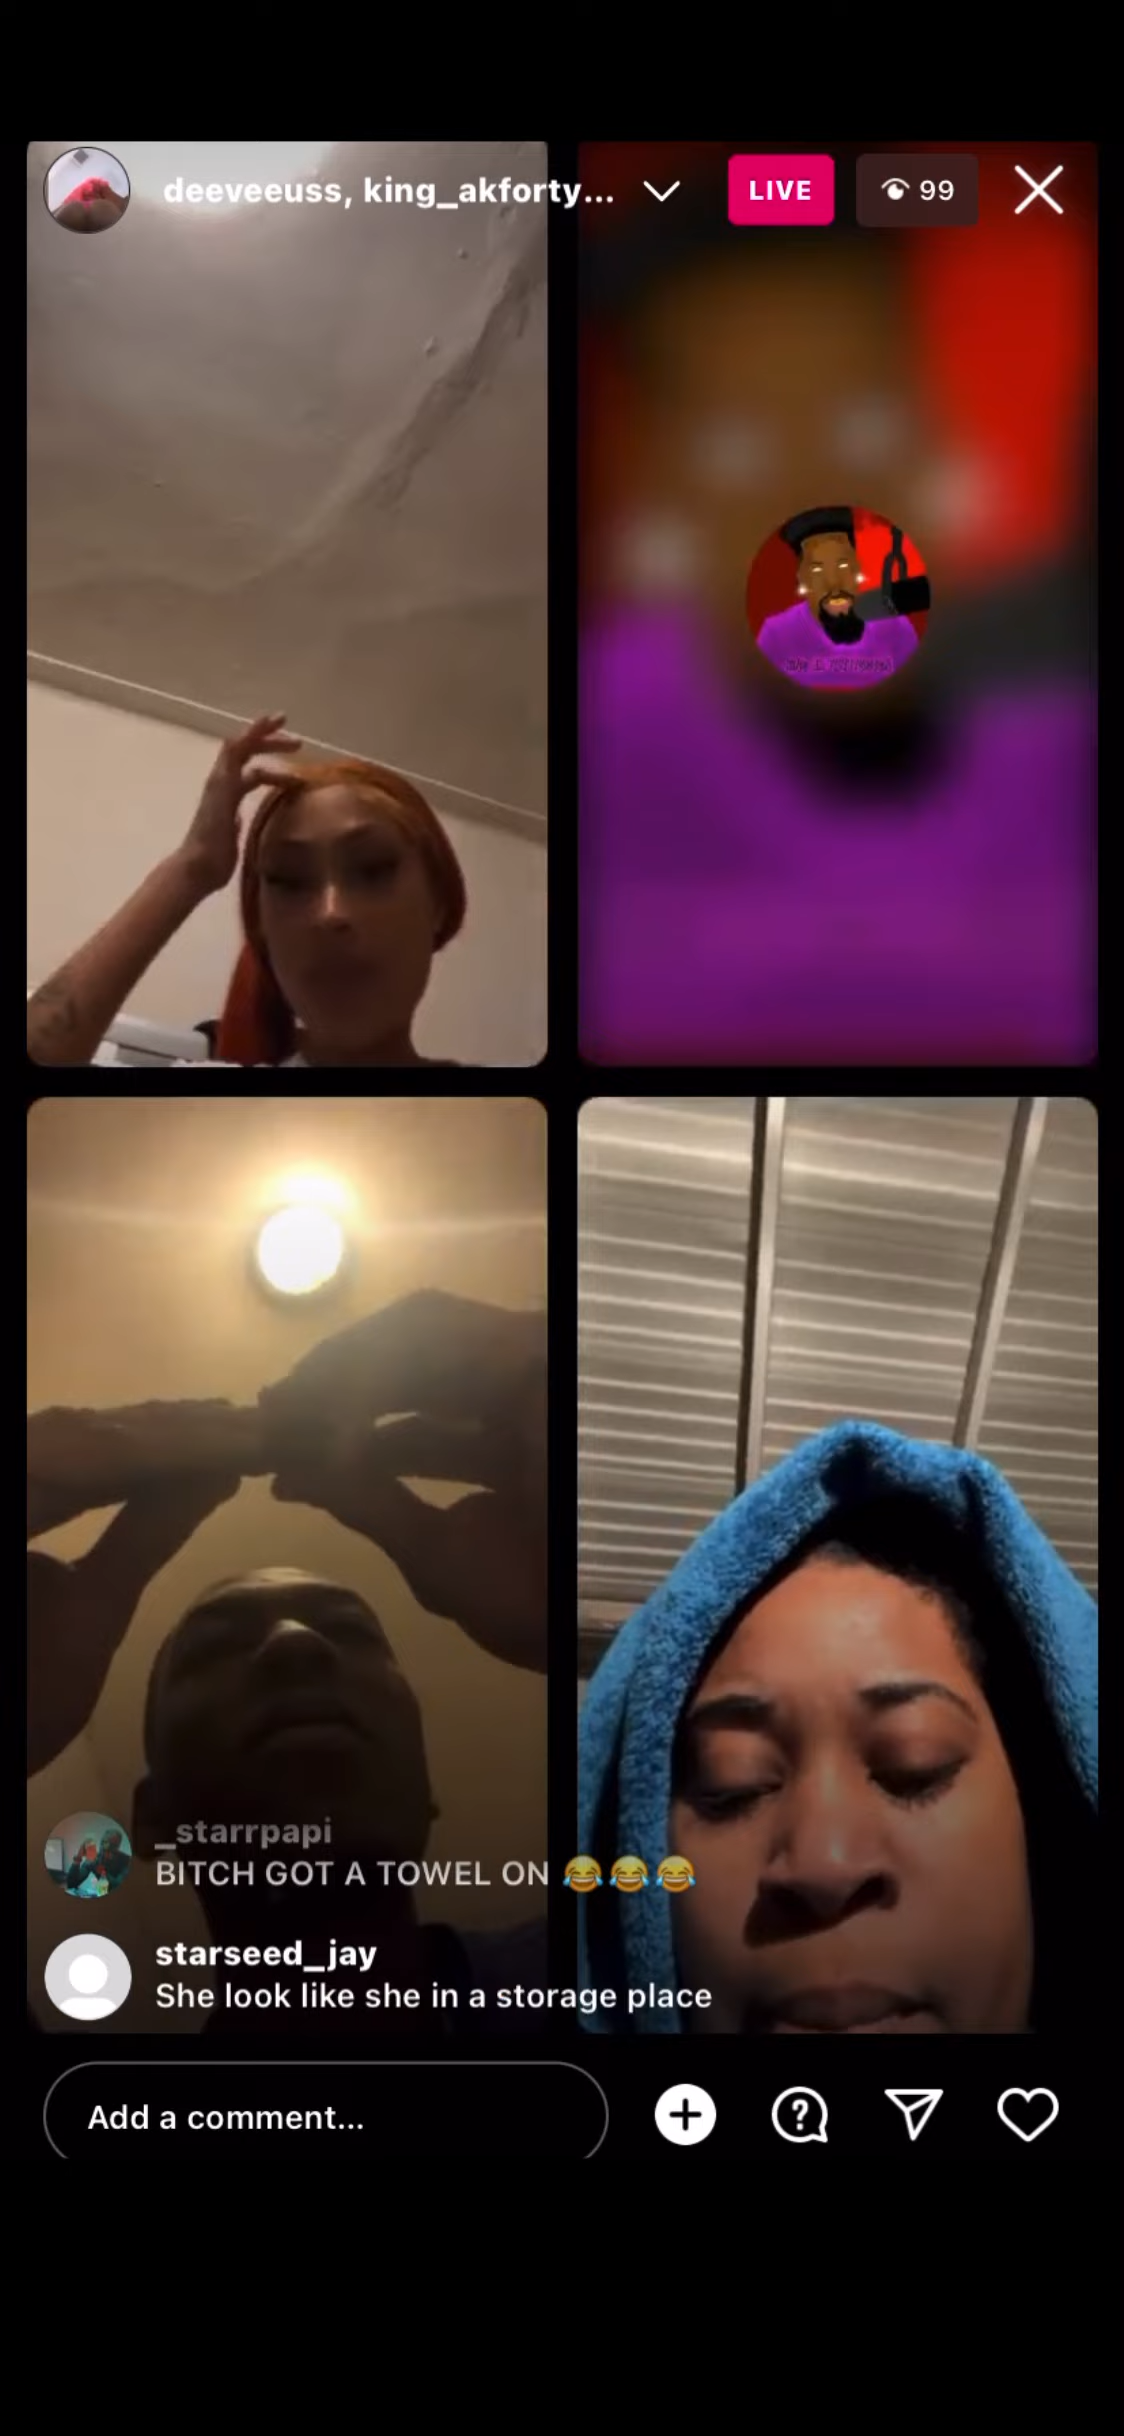 deeveeuss, king_akforty...
LIVE
99
_starrpapi
BITCH GOT A TOWEL ON 😂😂😂
starseed_jay
She look like she in a storage place
Add a comment...